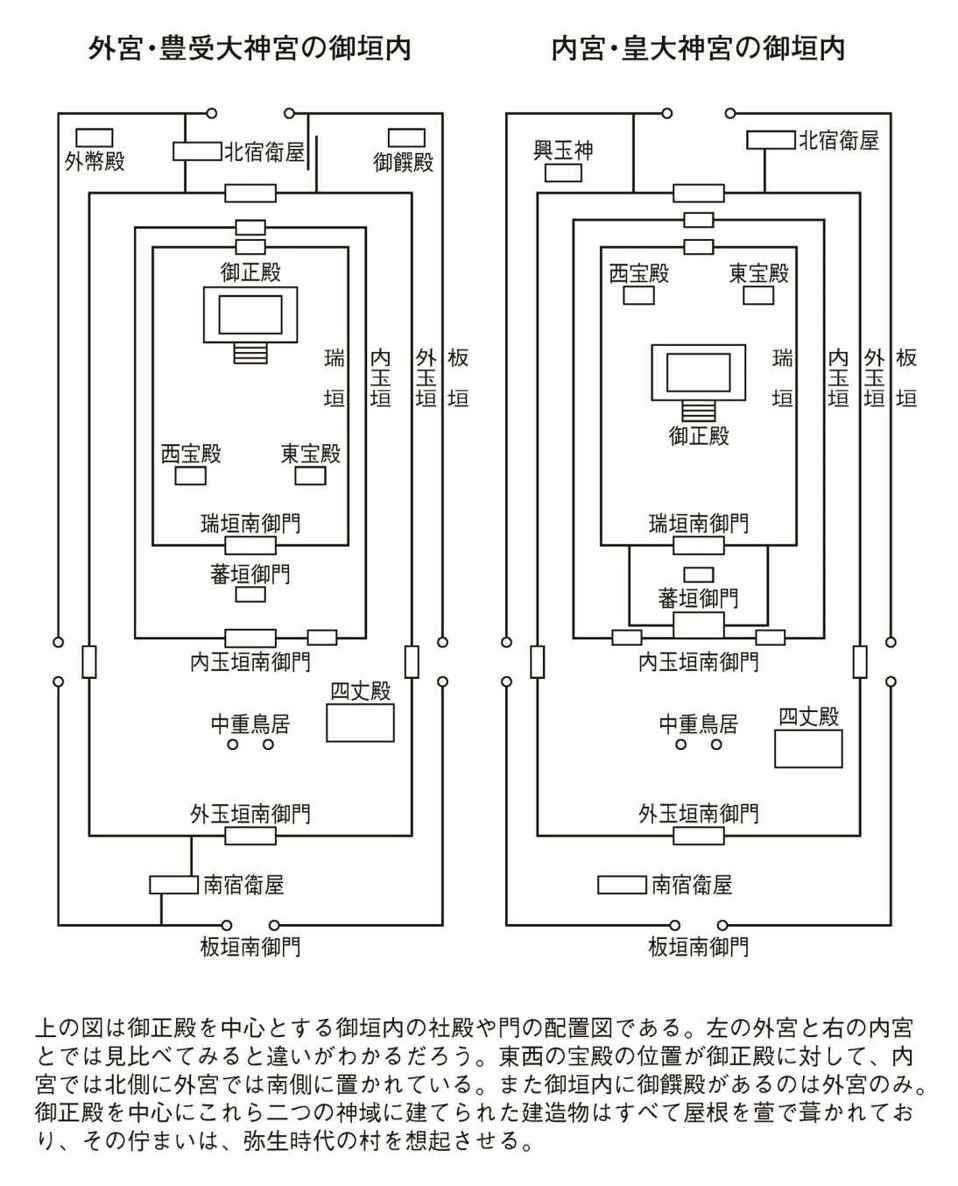 外宮・豊受大神宮の御垣内
外幣殿
北宿衛屋
御饌殿
御正殿
瑞垣
内玉垣
外玉垣
板垣
西宝殿
東宝殿
瑞垣南御門
蕃垣御門
内玉垣南御門
四丈殿
中重鳥居
外玉垣南御門
南宿衛屋
板垣南御門
内宮・皇大神宮の御垣内
興玉神
北宿衛屋
西宝殿
東宝殿
瑞垣
内玉垣
外玉垣
板垣
御正殿
瑞垣南御門
蕃垣御門
内玉垣南御門
四丈殿
中重鳥居
外玉垣南御門
南宿衛屋
板垣南御門
上の図は御正殿を中心とする御垣内の社殿や門の配置図である。左の外宮と右の内宮
とでは見比べてみると違いがわかるだろう。東西の宝殿の位置が御正殿に対して、内
宮では北側に外宮では南側に置かれている。また御垣内に御饌殿があるのは外宮のみ。
御正殿を中心にこれら二つの神域に建てられた建造物はすべて屋根を萱で葺かれてお
り、その佇まいは、弥生時代の村を想起させる。